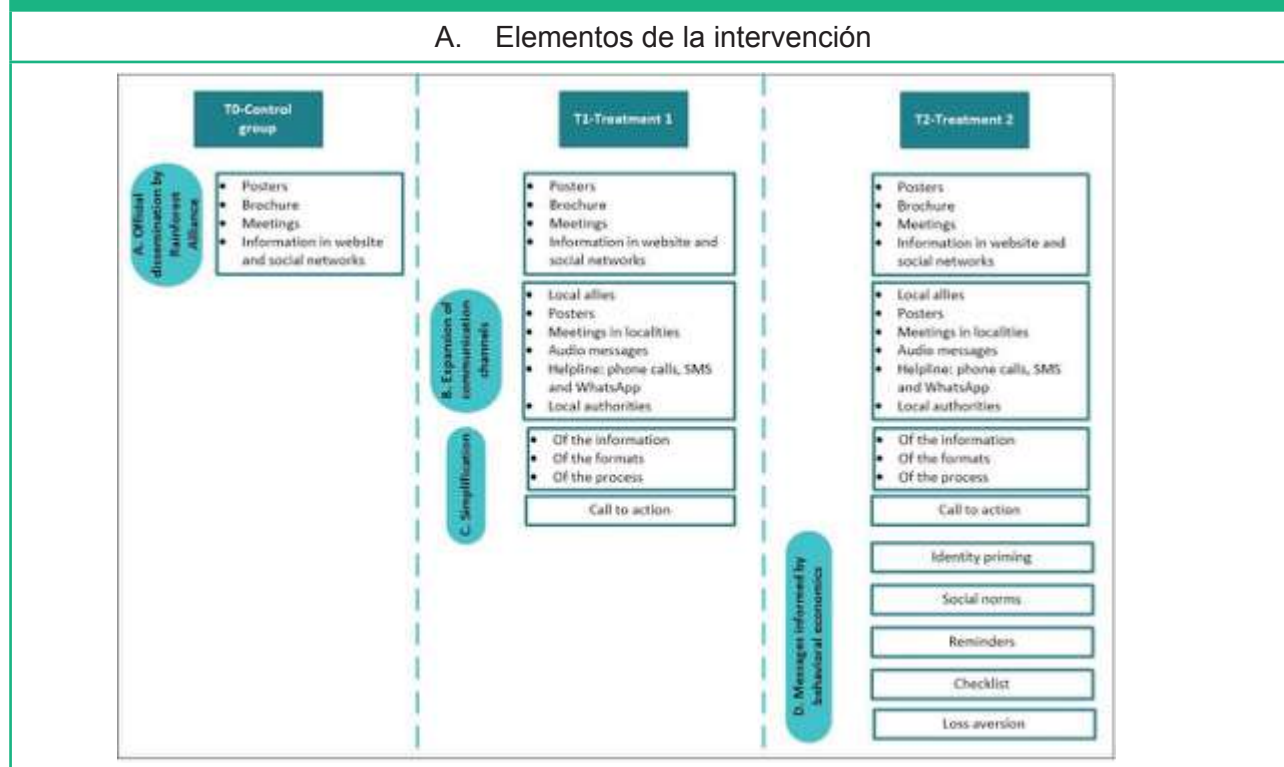 A. Elementos de la intervención
T0-Control
group
T1-Treatment 1
T2-Treatment 2
A. Official
dissemination by
Rainforest
Alliance
• Posters
• Brochure
• Meetings
• Information in website
and social networks
• Posters
• Brochure
• Meetings
• Information in website and
social networks
• Posters
• Brochure
• Meetings
• Information in website and
social networks
B. Expansion of
communication
channels
• Local allies
• Posters
• Meetings in localities
• Audio messages
• Helpline: phone calls, SMS
and WhatsApp
• Local authorities
• Local allies
• Posters
• Meetings in localities
• Audio messages
• Helpline: phone calls, SMS
and WhatsApp
• Local authorities
C. Simplification
• Of the information
• Of the formats
• Of the process
Call to action
• Of the information
• Of the formats
• Of the process
Call to action
D. Messages informed by
behavioral economics
Identity priming
Social norms
Reminders
Checklist
Loss aversion